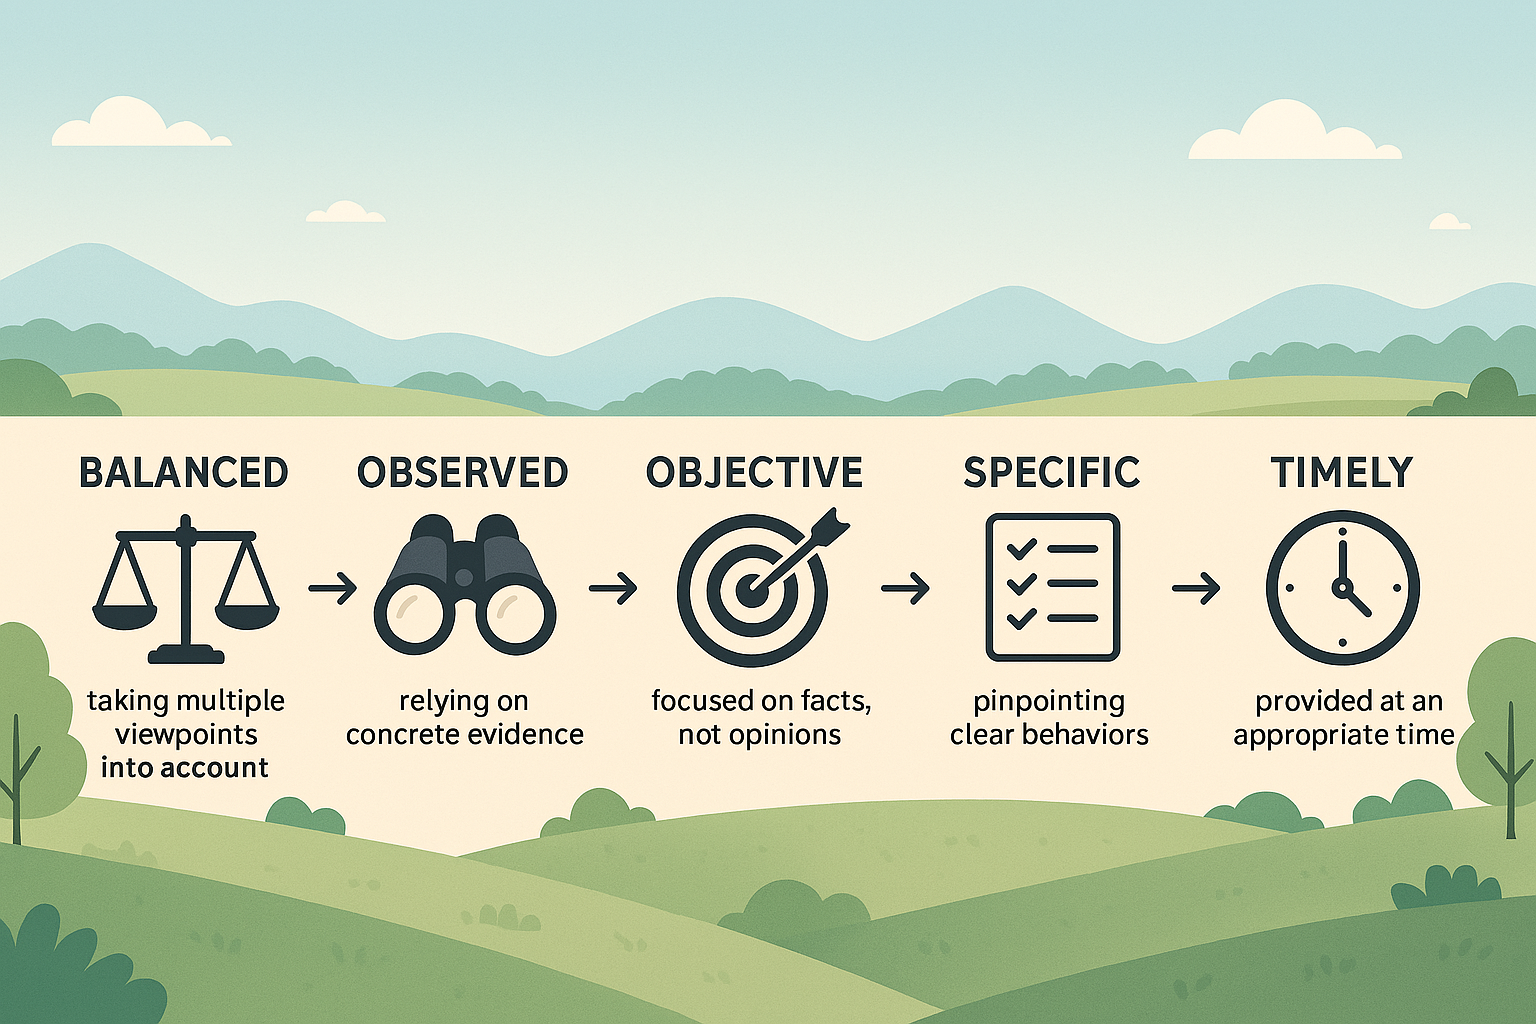 BALANCED
OBSERVED
OBJECTIVE
SPECIFIC
TIMELY
taking multiple
viewpoints
into account
relying on
concrete evidence
focused on facts,
not opinions
pinpointing
clear behaviors
provided at an
appropriate time